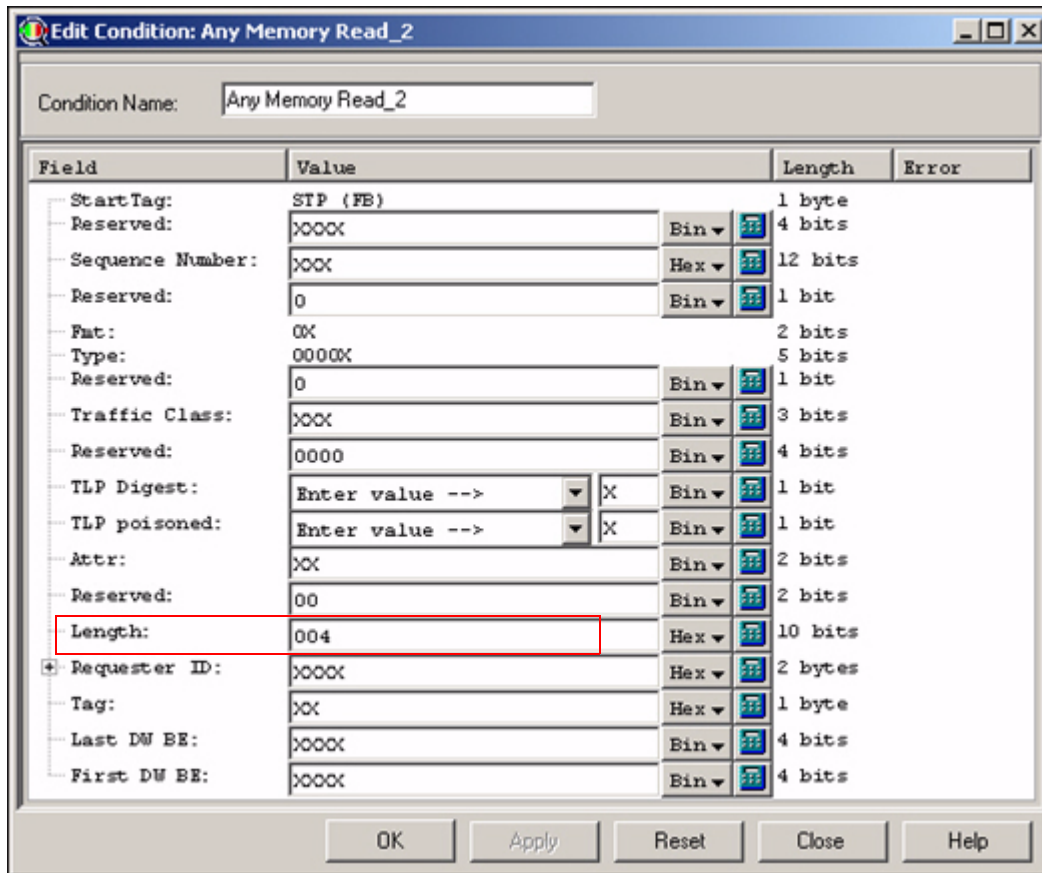 Edit Condition: Any Memory Read_2
Condition Name: Any Memory Read_2
Field Value Length Error
StartTag: STP (FB) 1 byte
Reserved: XXXX Bin 4 bits
Sequence Number: XXX Hex 12 bits
Reserved: 0 Bin 1 bit
Fmt: 0X 2 bits
Type: 0000X 5 bits
Reserved: 0 Bin 1 bit
Traffic Class: XXX Bin 3 bits
Reserved: 0000 Bin 4 bits
TLP Digest: Enter value --> X Bin 1 bit
TLP poisoned: Enter value --> X Bin 1 bit
Attr: XX Bin 2 bits
Reserved: 00 Bin 2 bits
Length: 004 Hex 10 bits
Requester ID: XXXX Hex 2 bytes
Tag: XX Hex 1 byte
Last DW BE: XXXX Bin 4 bits
First DW BE: XXXX Bin 4 bits
OK Apply Reset Close Help